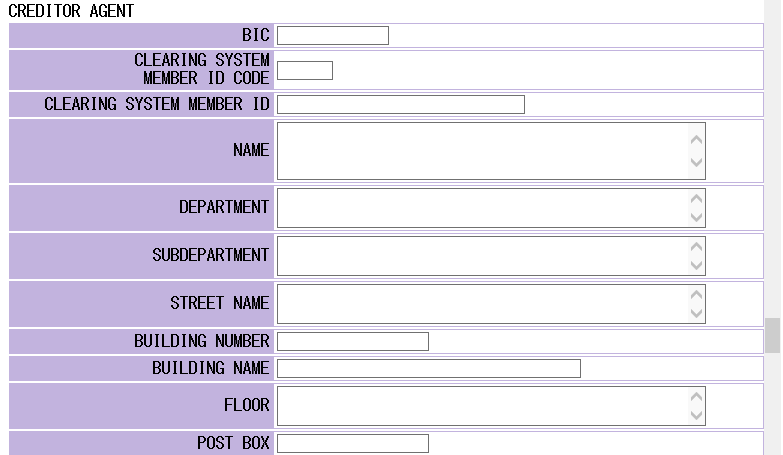 CREDITOR AGENT
BIC
CLEARING SYSTEM
MEMBER ID CODE
CLEARING SYSTEM MEMBER ID
NAME
DEPARTMENT
SUBDEPARTMENT
STREET NAME
BUILDING NUMBER
BUILDING NAME
FLOOR
POST BOX